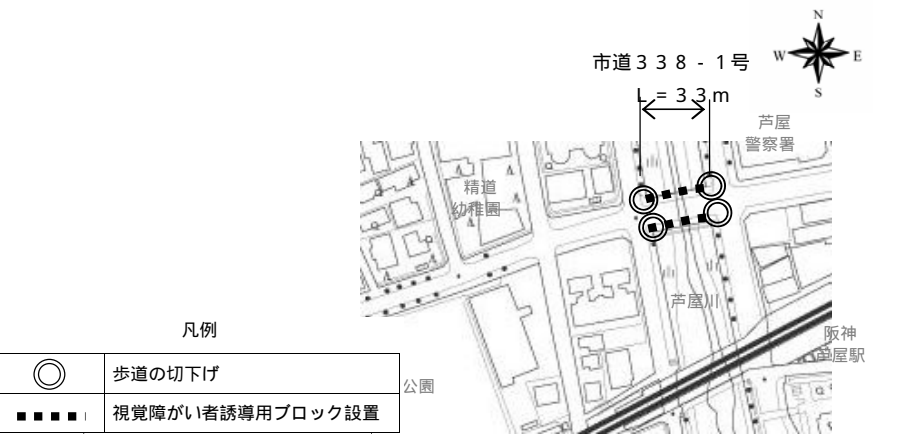 N
W E
S
市道338-1号
L=33m
芦屋
警察署
精道
幼稚園
芦屋川
阪神
芦屋駅
公園
凡例
歩道の切下げ
視覚障がい者誘導用ブロック設置